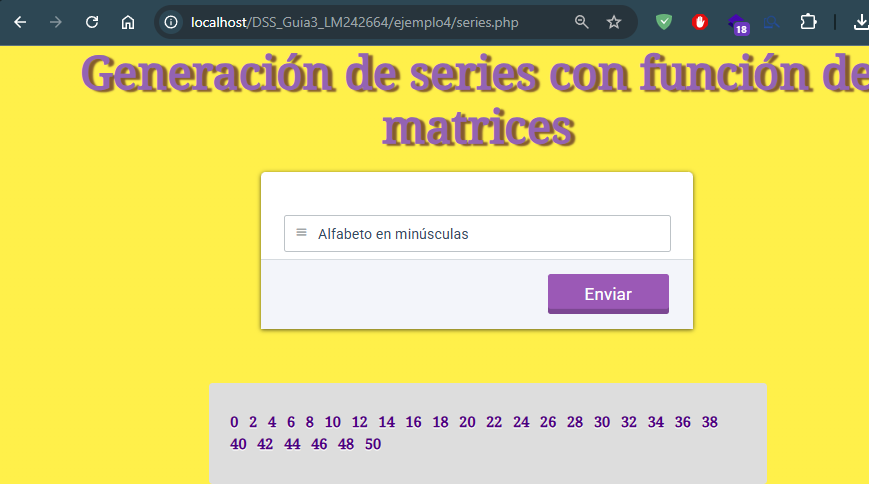 localhost/DSS_Guia3_LM242664/ejemplo4/series.php
18
Generación de series con función de
matrices
Alfabeto en minúsculas
Enviar
0 2 4 6 8 10 12 14 16 18 20 22 24 26 28 30 32 34 36 38
40 42 44 46 48 50